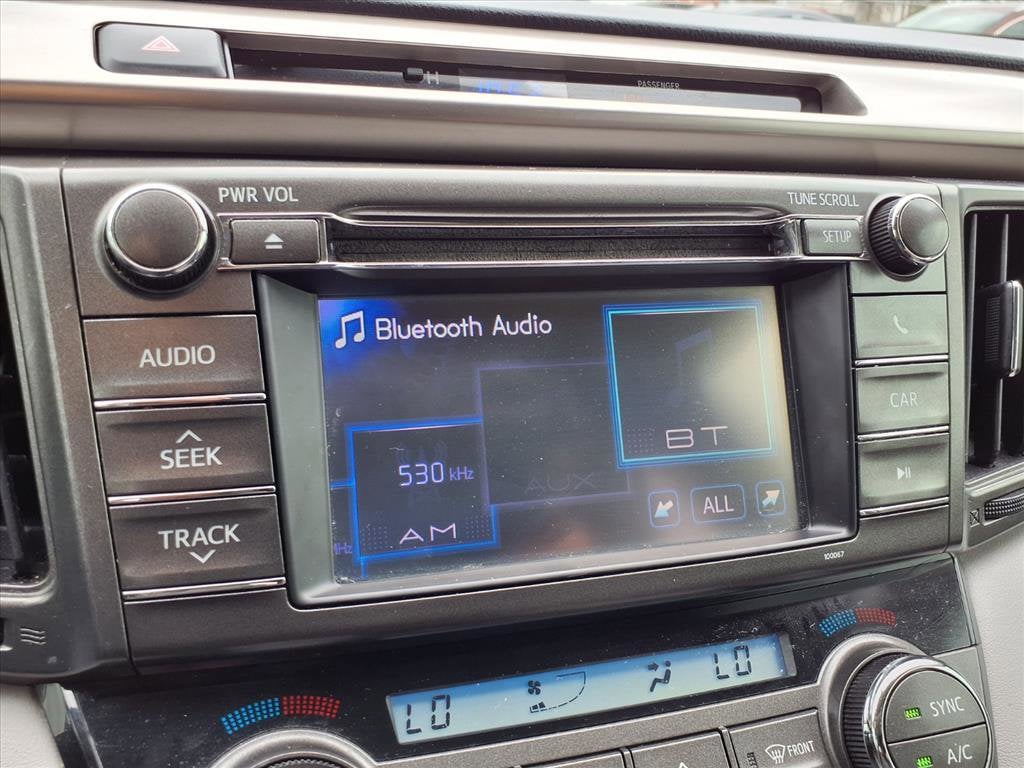 H
PASSENGER
PWR VOL
TUNE SCROLL
SETUP
AUDIO
SEEK
TRACK
Bluetooth Audio
530 kHz
AM
AUX
BT
MHz
ALL
CAR
100067
LO
LO
FRONT
SYNC
A/C